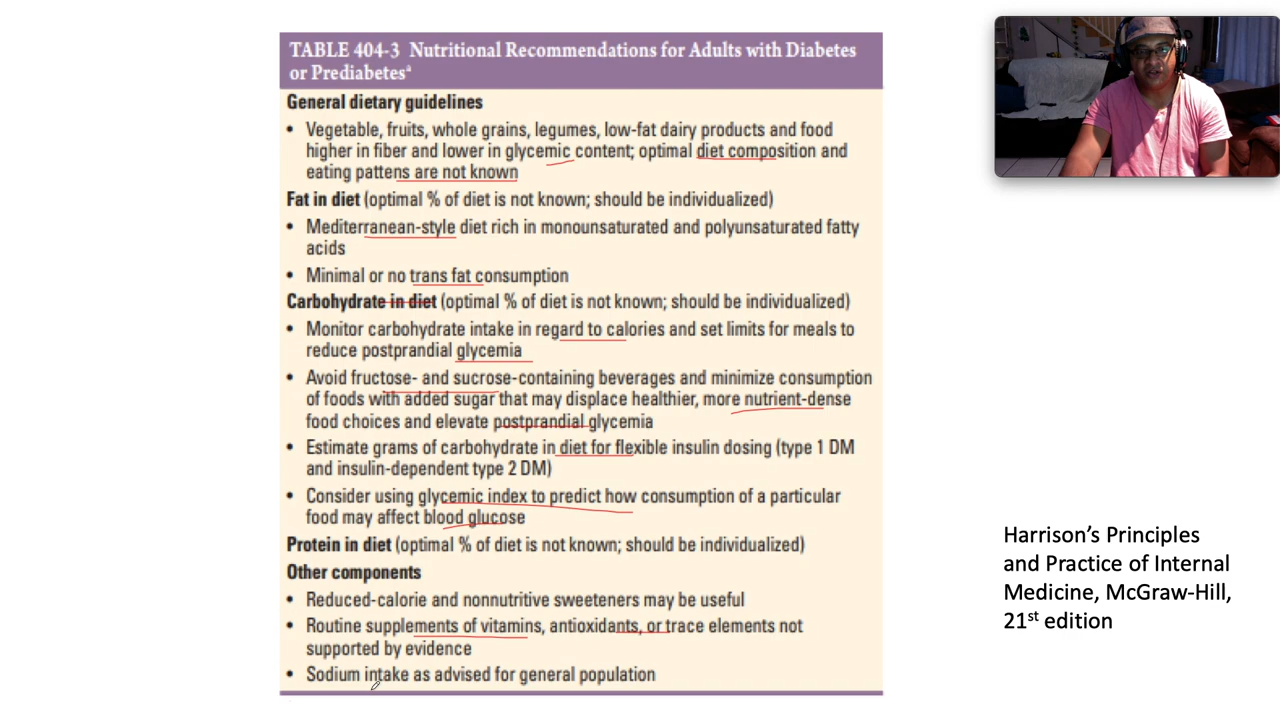 TABLE 404-3 Nutritional Recommendations for Adults with Diabetes
or Prediabetesª
General dietary guidelines
• Vegetable, fruits, whole grains, legumes, low-fat dairy products and food
higher in fiber and lower in glycemic content; optimal diet composition and
eating pattens are not known
Fat in diet (optimal % of diet is not known; should be individualized)
• Mediterranean-style diet rich in monounsaturated and polyunsaturated fatty
acids
• Minimal or no trans fat consumption
Carbohydrate in diet (optimal % of diet is not known; should be individualized)
• Monitor carbohydrate intake in regard to calories and set limits for meals to
reduce postprandial glycemia
• Avoid fructose- and sucrose-containing beverages and minimize consumption
of foods with added sugar that may displace healthier, more nutrient-dense
food choices and elevate postprandial glycemia
• Estimate grams of carbohydrate in diet for flexible insulin dosing (type 1 DM
and insulin-dependent type 2 DM)
• Consider using glycemic index to predict how consumption of a particular
food may affect blood glucose
Protein in diet (optimal % of diet is not known; should be individualized)
Other components
• Reduced-calorie and nonnutritive sweeteners may be useful
• Routine supplements of vitamins, antioxidants, or trace elements not
supported by evidence
• Sodium intake as advised for general population
Harrison's Principles
and Practice of Internal
Medicine, McGraw-Hill,
21st edition